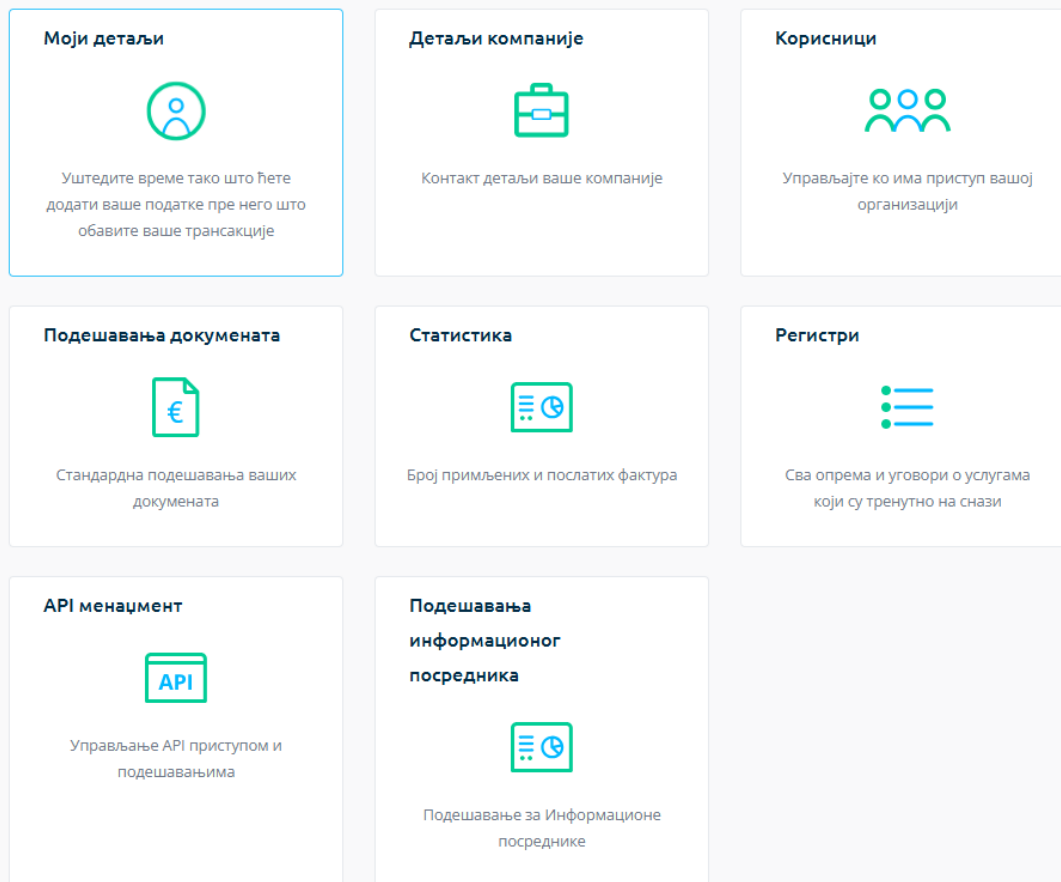 Моји детаљи
Уштедите време тако што ћете
додати ваше податке пре него што
обавите ваше трансакције
Детаљи компаније
Контакт детаљи ваше компаније
Корисници
Управљајте ко има приступ вашој
организацији
Подешавања докумената
€
Стандардна подешавања ваших
докумената
Статистика
Број примљених и послатих фактура
Регистри
Сва опрема и уговори о услугама
који су тренутно на снази
API менаџмент
API
Управљање API приступом и
подешавањима
Подешавања
информационог
посредника
Подешавање за Информационе
посреднике